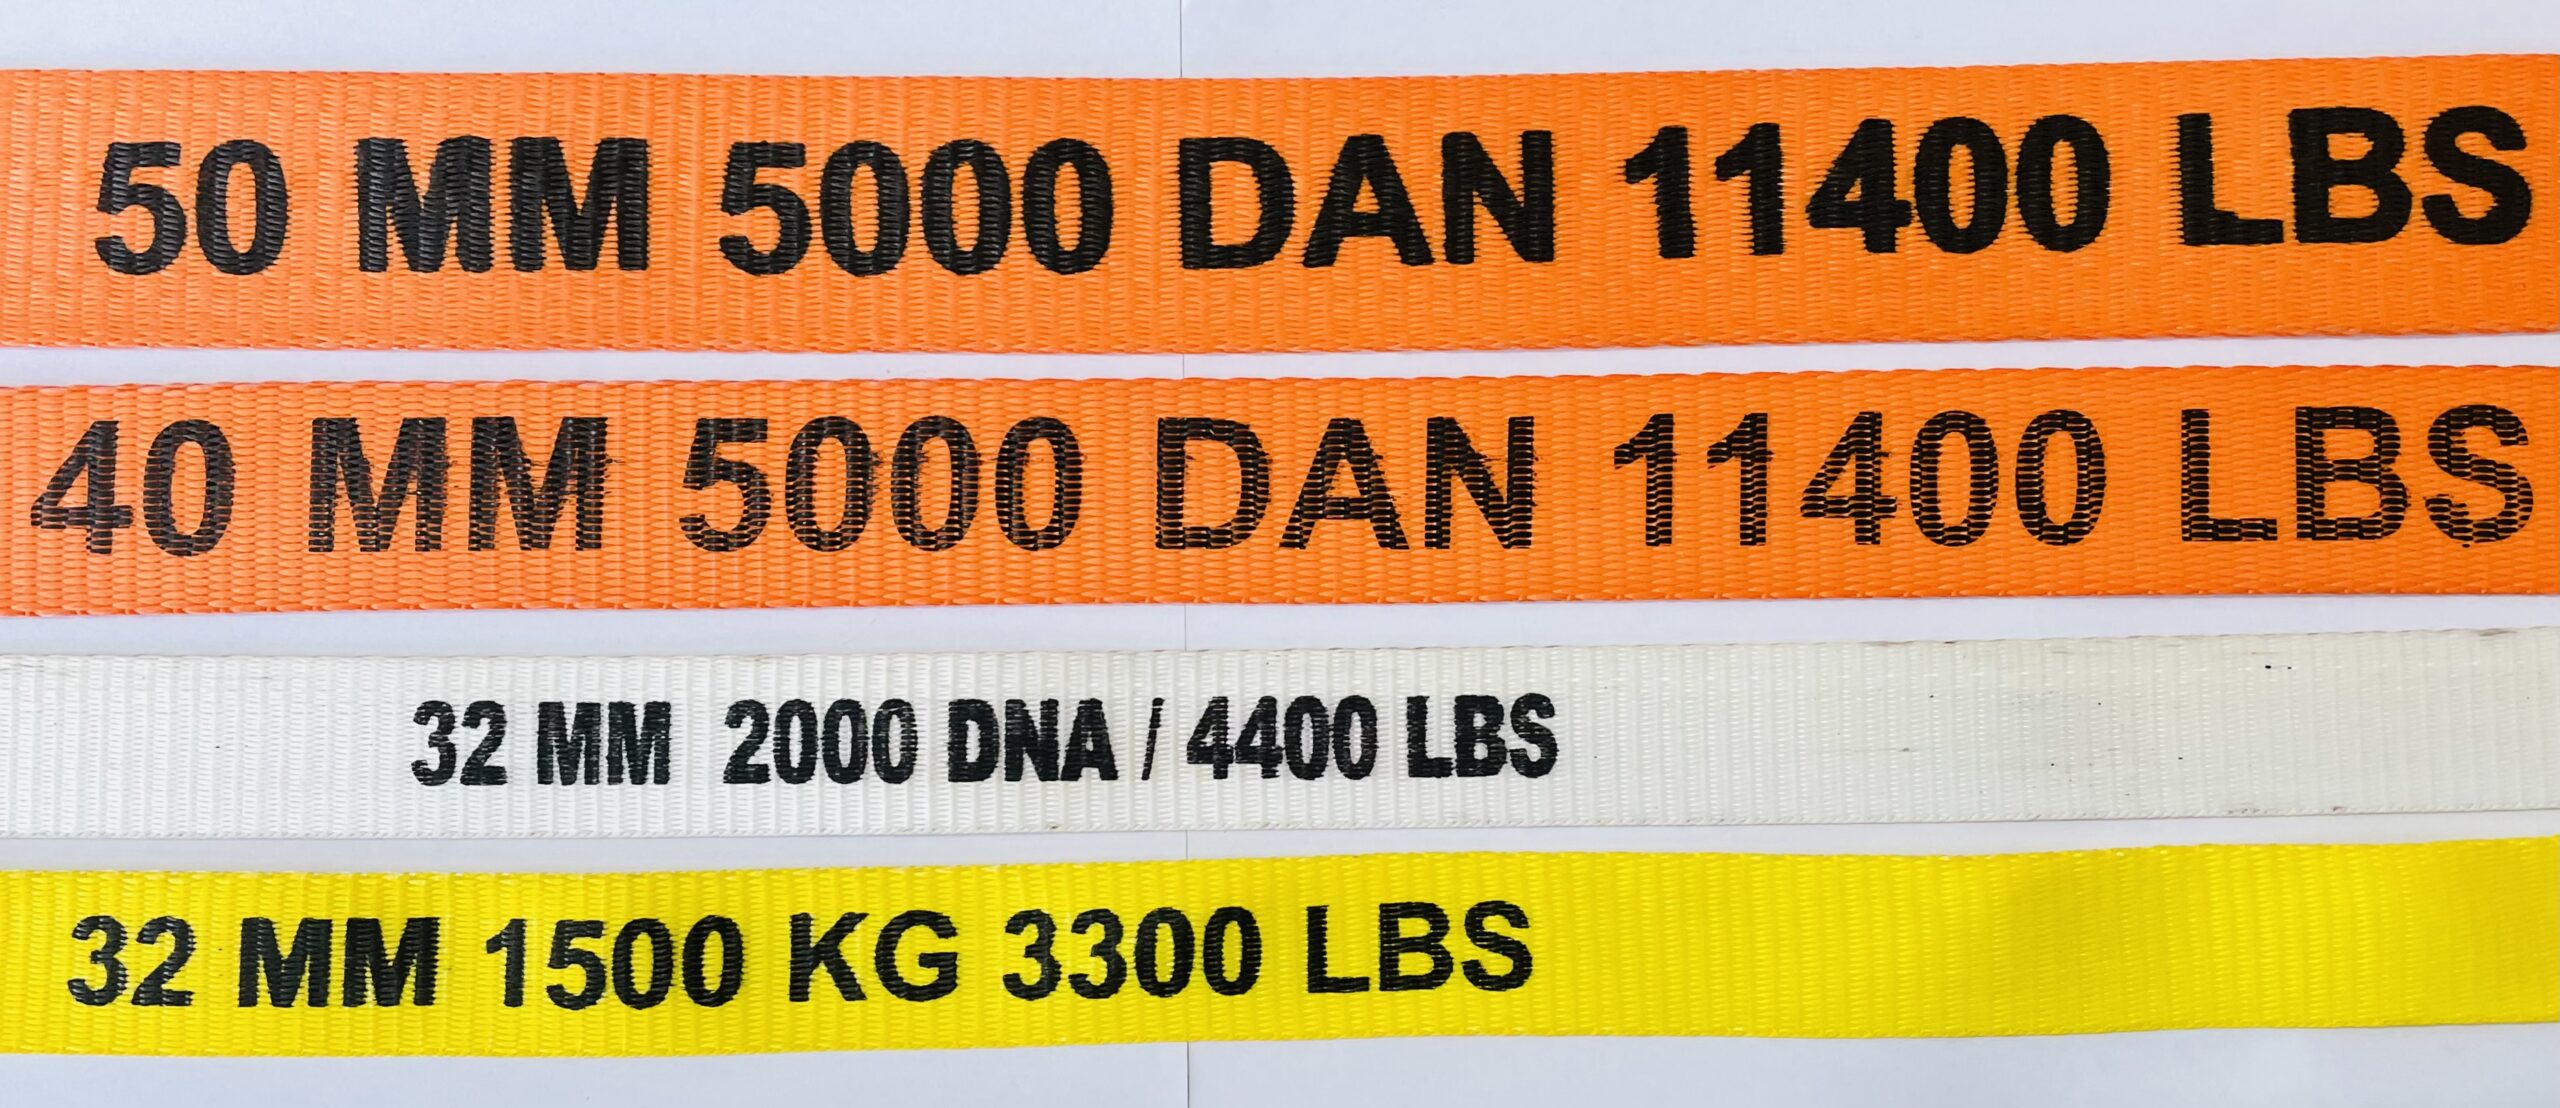 50 MM 5000 DAN 11400 LBS
40 MM 5000 DAN 11400 LBS
32 MM 2000 DNA / 4400 LBS
32 MM 1500 KG 3300 LBS